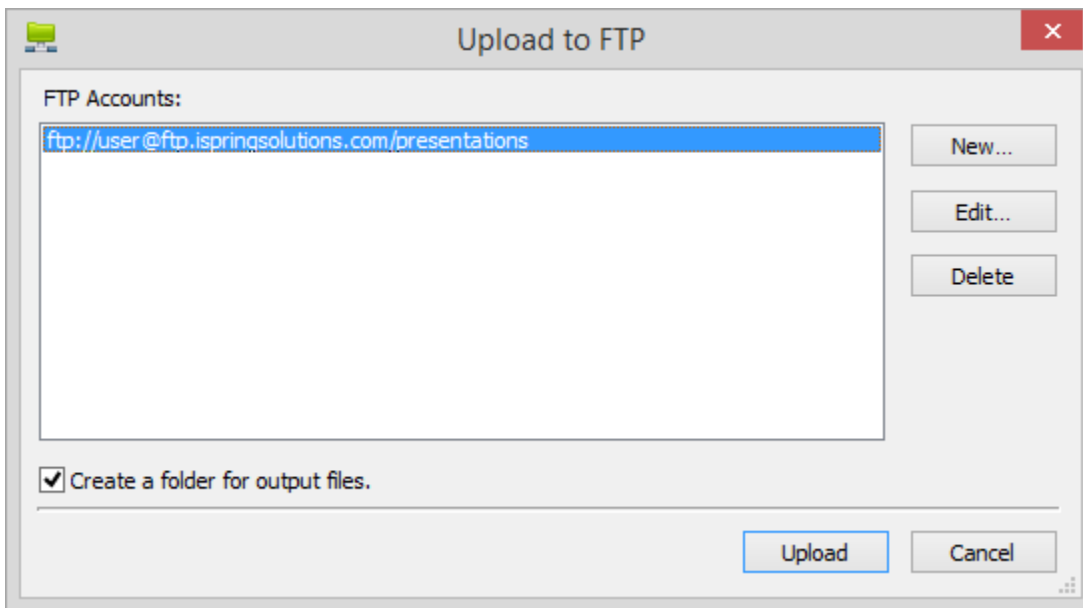 Upload to FTP
FTP Accounts:
ftp://user@ftp.ispringsolutions.com/presentations
New...
Edit...
Delete
Create a folder for output files.
Upload
Cancel